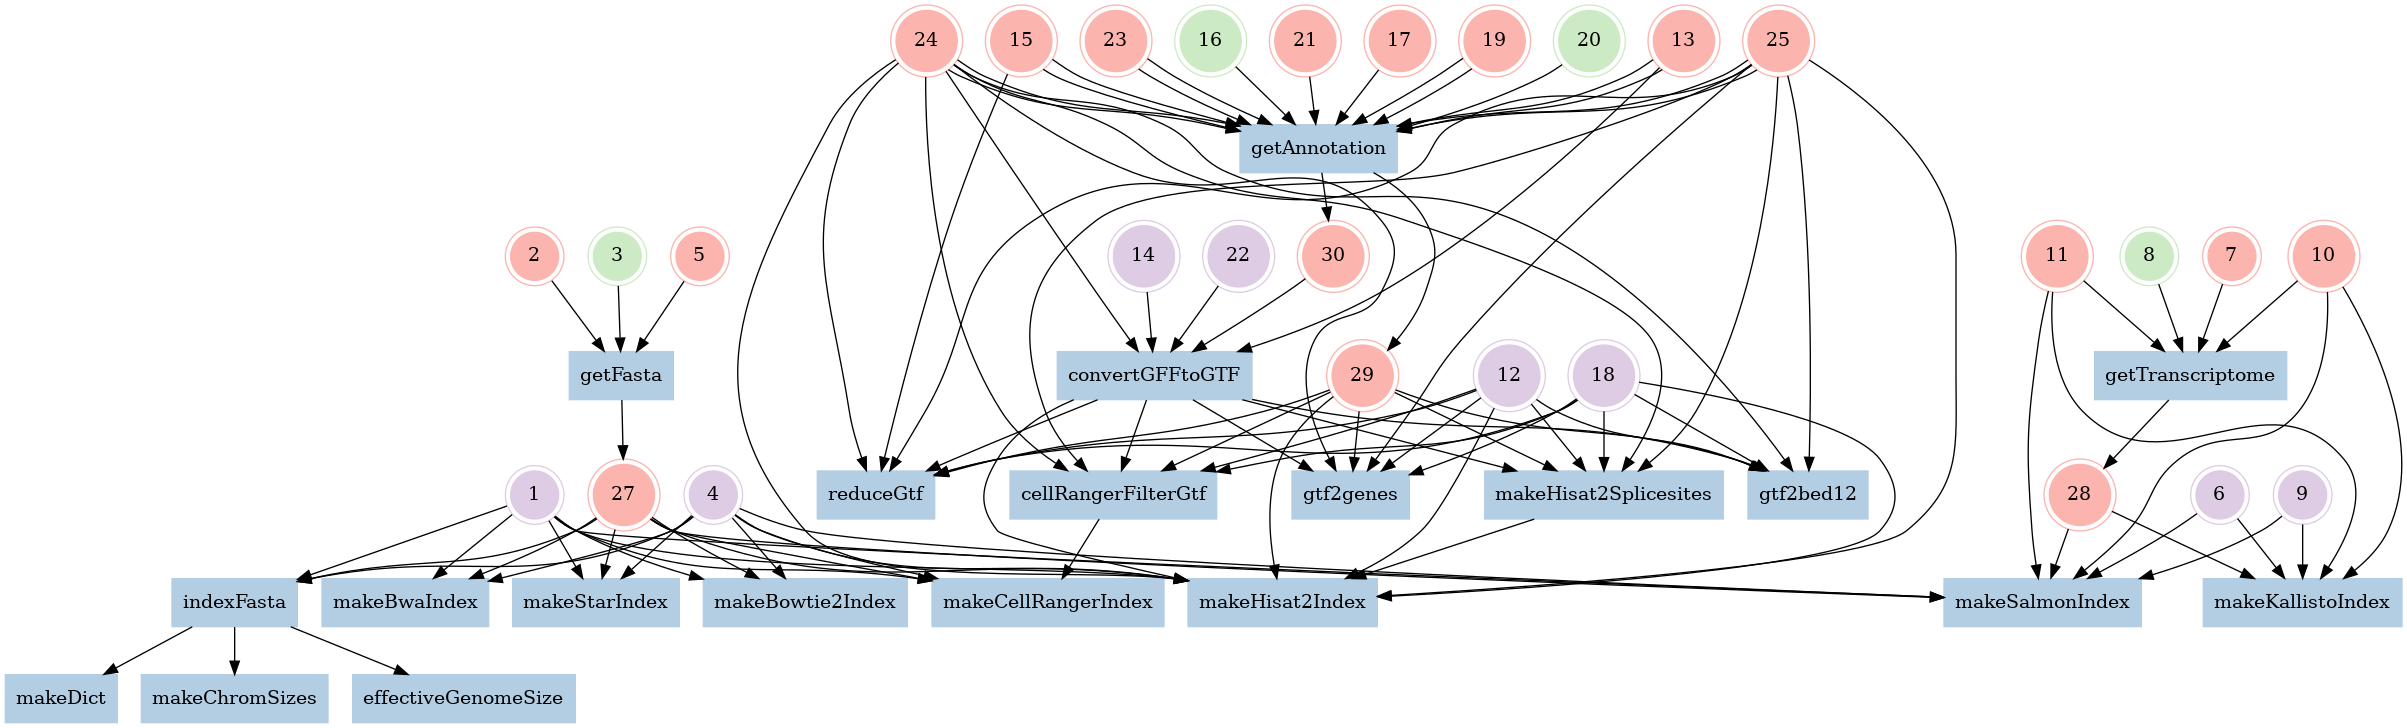 24
15
23
16
21
17
19
20
13
25
getAnnotation
2
3
5
14
22
30
11
8
7
10
getFasta
convertGFFtoGTF
29
12
18
getTranscriptome
1
27
4
reduceGtf
cellRangerFilterGtf
gtf2genes
makeHisat2Splicesites
gtf2bed12
28
6
9
indexFasta
makeBwaIndex
makeStarIndex
makeBowtie2Index
makeCellRangerIndex
makeHisat2Index
makeSalmonIndex
makeKallistoIndex
makeDict
makeChromSizes
effectiveGenomeSize